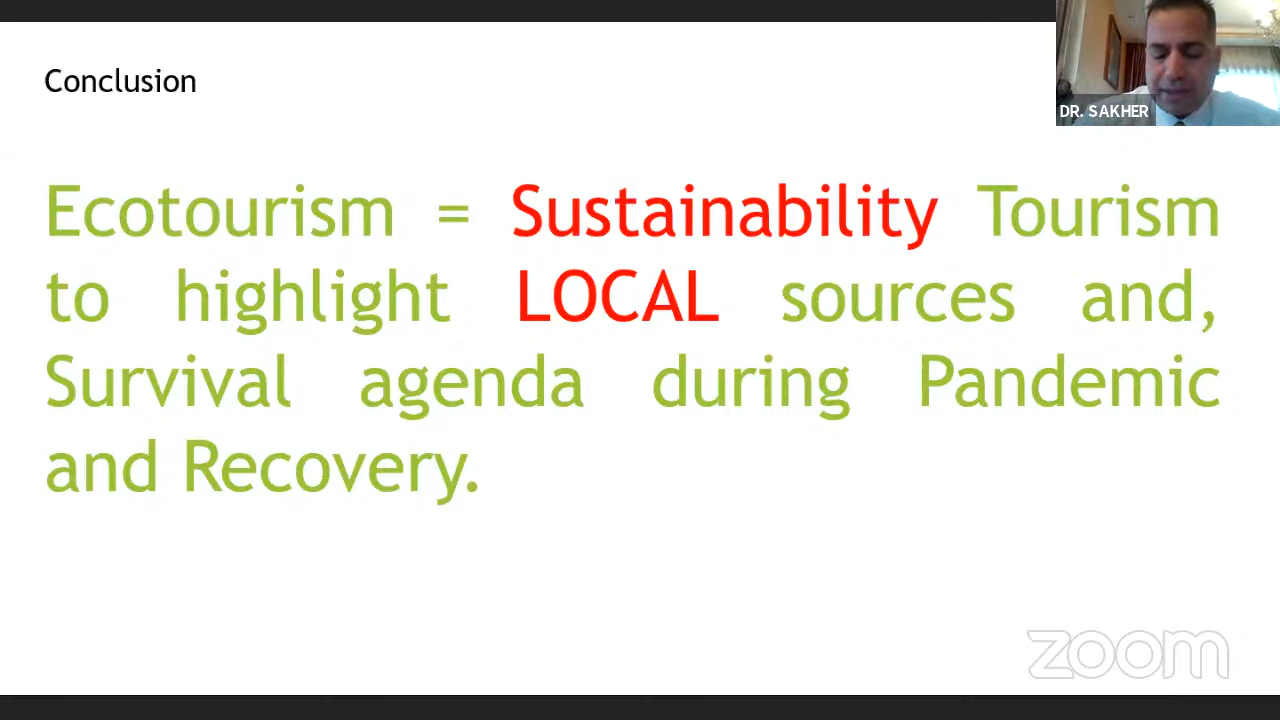 Conclusion
DR. SAKHER
Ecotourism = Sustainability Tourism
to highlight LOCAL sources and,
Survival agenda during Pandemic
and Recovery.
zoom